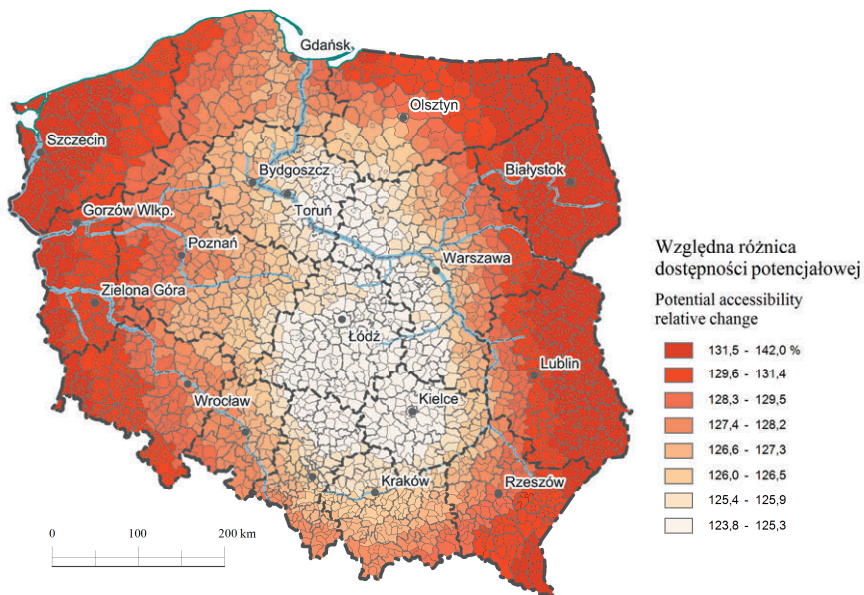 Gdańsk
Olsztyn
Szczecin
Bydgoszcz
Białystok
Toruń
Gorzów Wlkp.
Poznań
Warszawa
Zielona Góra
Łódź
Lublin
Wrocław
Kielce
Kraków
Rzeszów
0 100 200 km
Względna różnica
dostępności potencjałowej
Potential accessibility
relative change
131,5 - 142,0 %
129,6 - 131,4
128,3 - 129,5
127,4 - 128,2
126,6 - 127,3
126,0 - 126,5
125,4 - 125,9
123,8 - 125,3